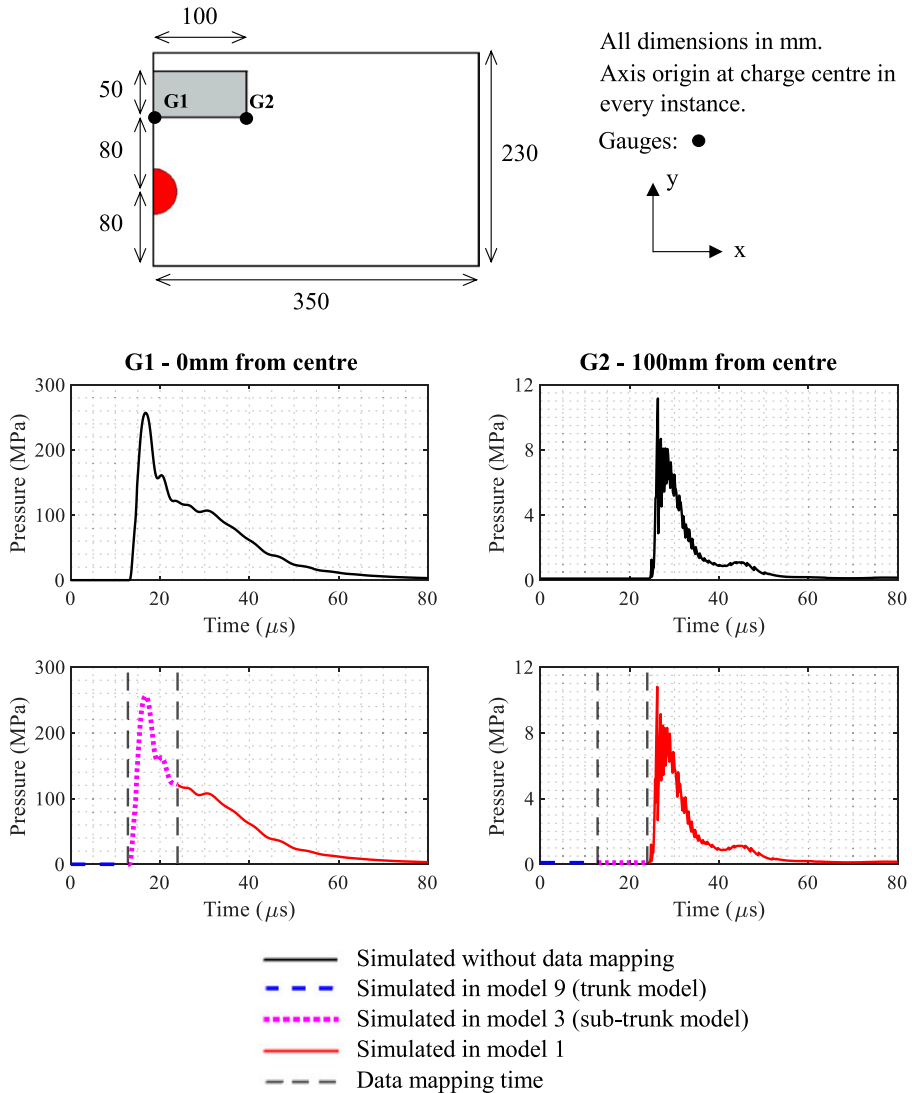 100
50
G1
G2
80
80
230
350
All dimensions in mm.
Axis origin at charge centre in
every instance.
Gauges:
y
x
G1 - 0mm from centre
300
200
100
0
Pressure (MPa)
0 20 40 60 80
Time (μs)
G2 - 100mm from centre
12
8
4
0
Pressure (MPa)
0 20 40 60 80
Time (μs)
300
200
100
0
Pressure (MPa)
0 20 40 60 80
Time (μs)
12
8
4
0
Pressure (MPa)
0 20 40 60 80
Time (μs)
Simulated without data mapping
Simulated in model 9 (trunk model)
Simulated in model 3 (sub-trunk model)
Simulated in model 1
Data mapping time